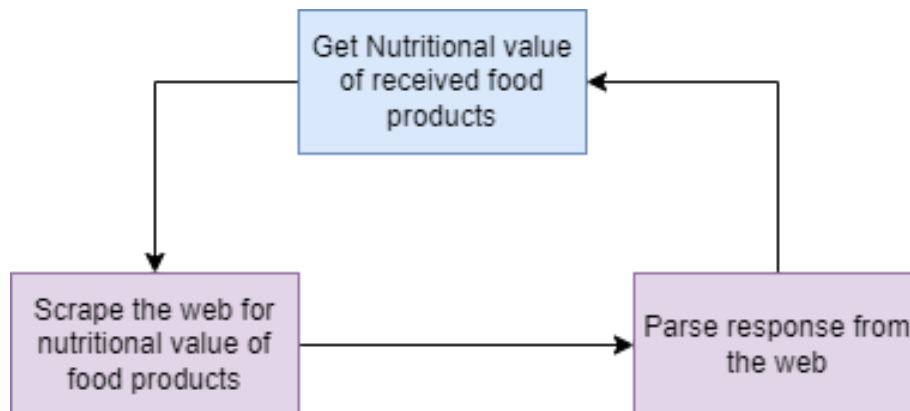 Get Nutritional value
of received food
products
Scrape the web for
nutritional value of
food products
Parse response from
the web